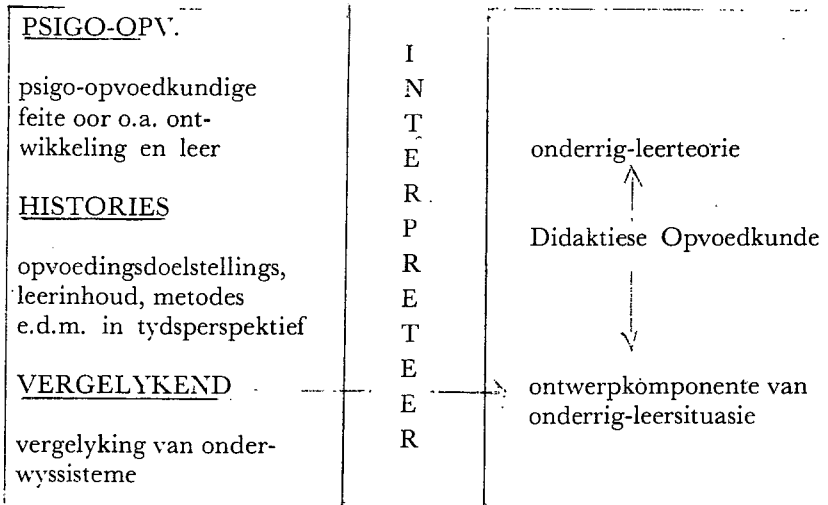 PSIGO-OPV.
psigo-opvoedkundige
feite oor o.a. ont-
wikkeling en leer
HISTORIES
opvoedingsdoelstellings,
leerinhoud, metodes
e.d.m. in tydsperspektief
VERGELYKEND
vergelyking van onder-
wyssisteme
I
N
T
E
R
P
R
E
T
E
E
R
onderrig-leerteorie
Didaktiese Opvoedkunde
ontwerpkomponente van
onderrig-leersituasie